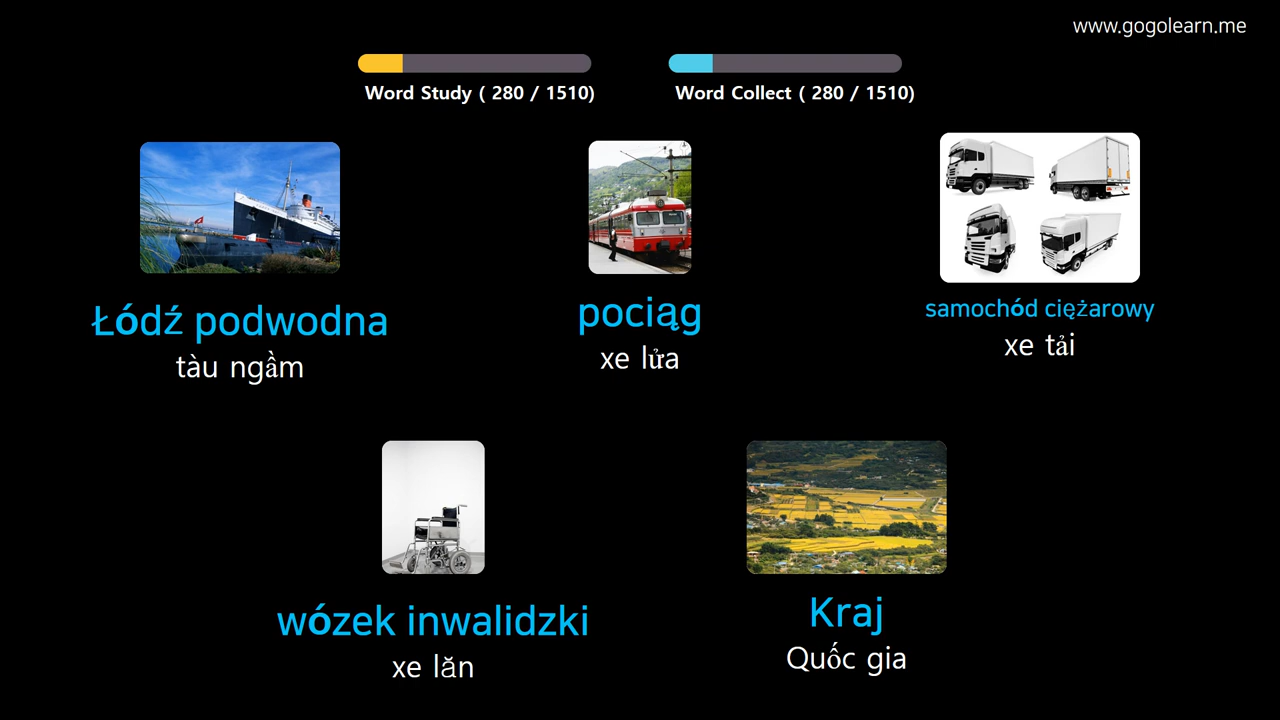 www.gogolearn.me
Word Study ( 280 / 1510)
Word Collect ( 280 / 1510)
Łódź podwodna
tàu ngầm
pociąg
xe lửa
samochód ciężarowy
xe tải
wózek inwalidzki
xe lăn
Kraj
Quốc gia